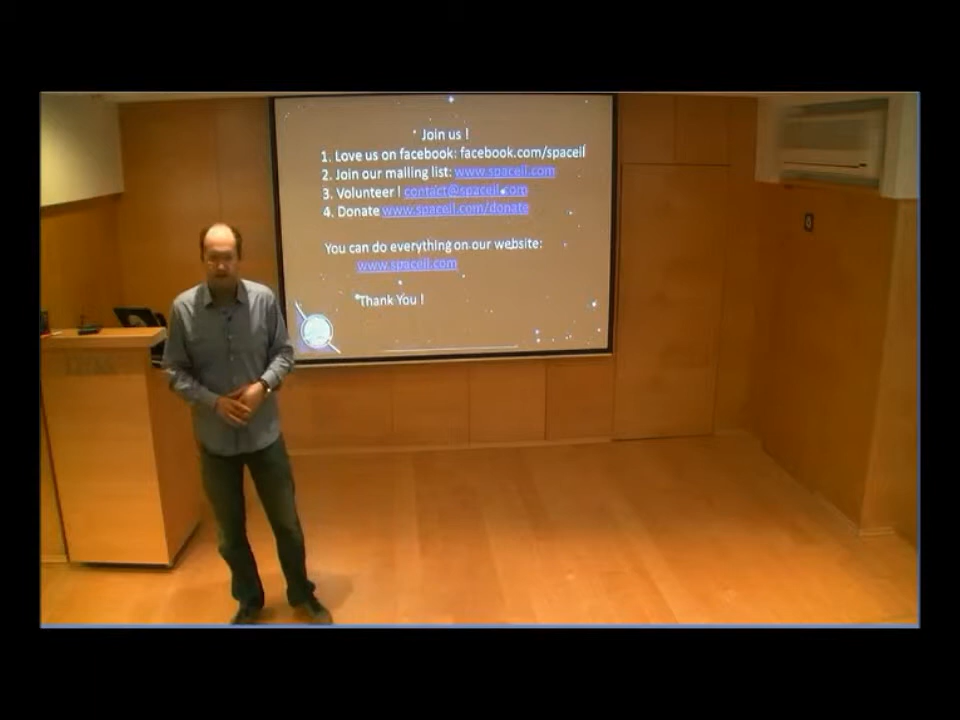 Join us !
1. Love us on facebook: facebook.com/spaceil
2. Join our mailing list: www.spaceil.com
3. Volunteer ! contact@spaceil.com
4. Donate www.spaceil.com/donate
You can do everything on our website:
www.spaceil.com
Thank You !